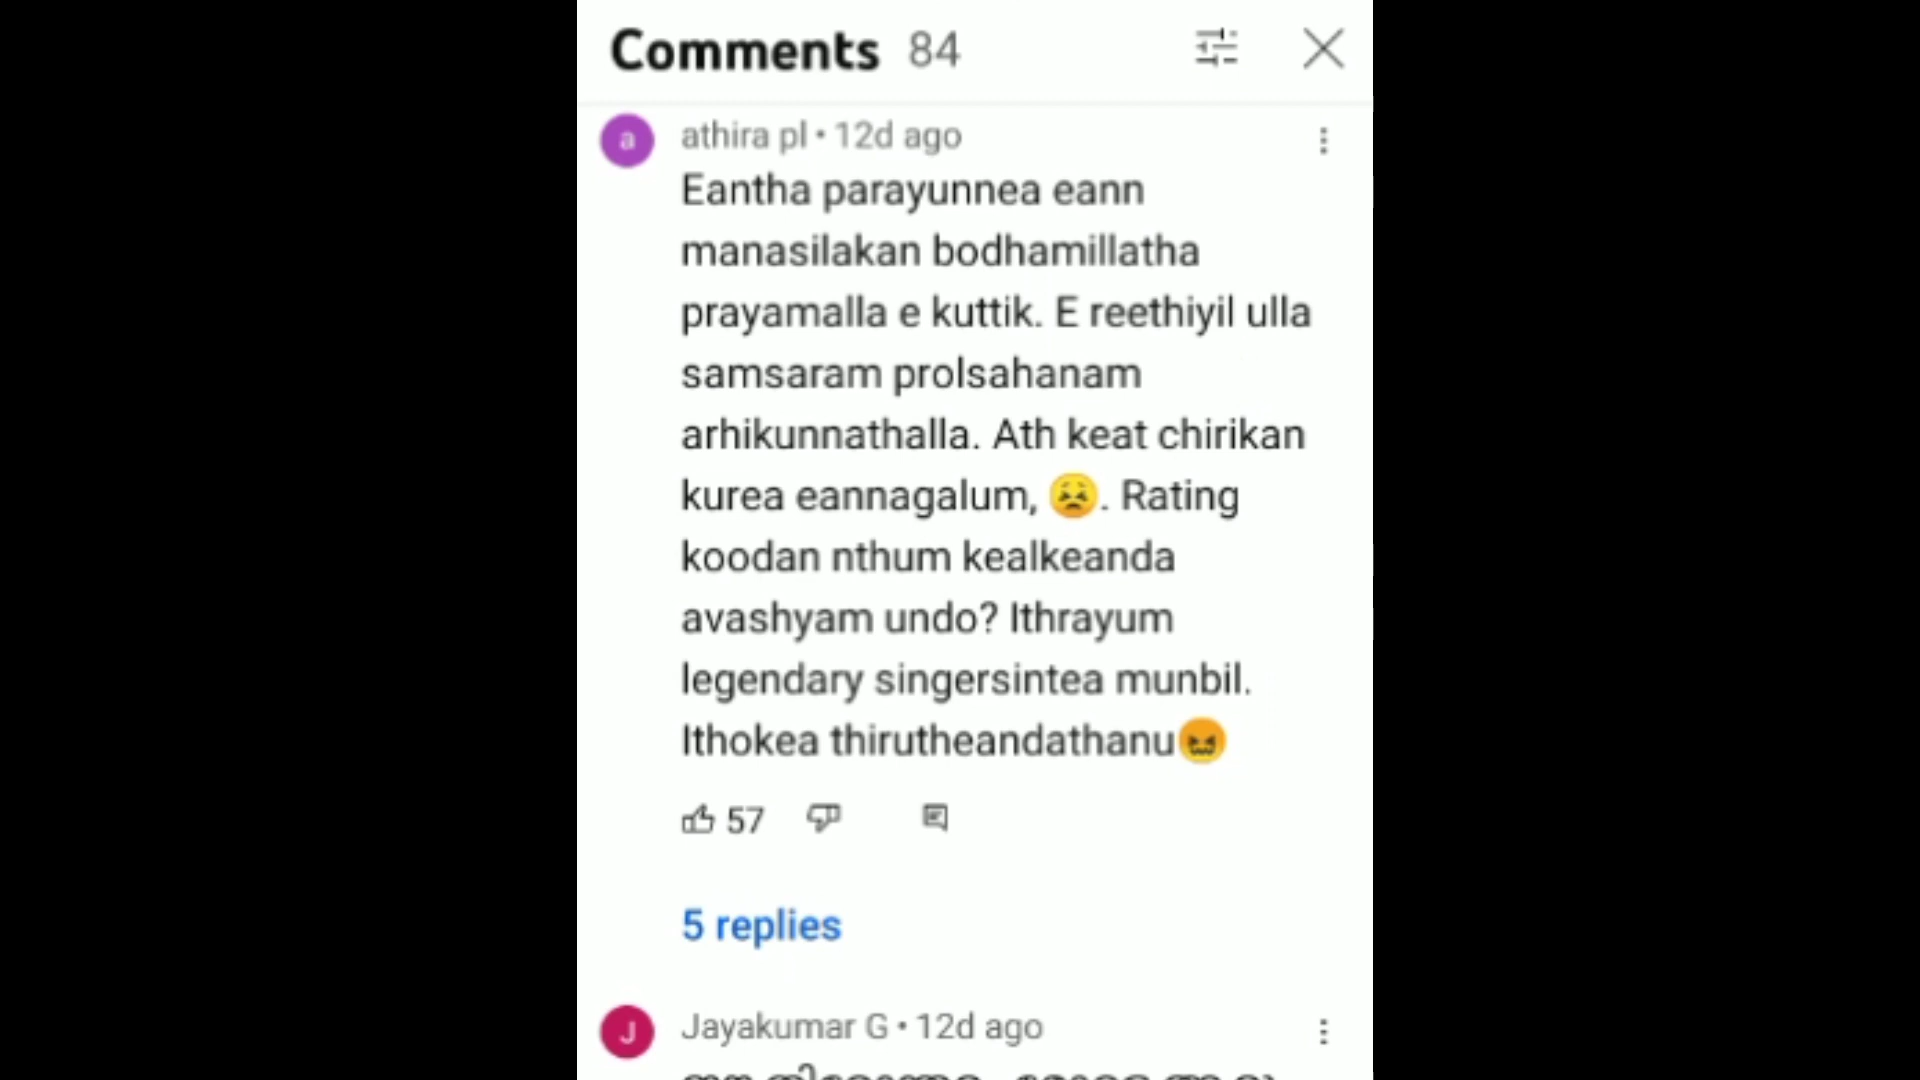 Comments 84
athira pl • 12d ago
Eantha parayunnea eann
manasilakan bodhamillatha
prayamalla e kuttik. E reethiyil ulla
samsaram prolsahanam
arhikunnathalla. Ath keat chirikan
kurea eannagalum, 😣. Rating
koodan nthum kealkeanda
avashyam undo? Ithrayum
legendary singersintea munbil.
Ithokea thirutheandathanu😖
57
5 replies
Jayakumar G • 12d ago